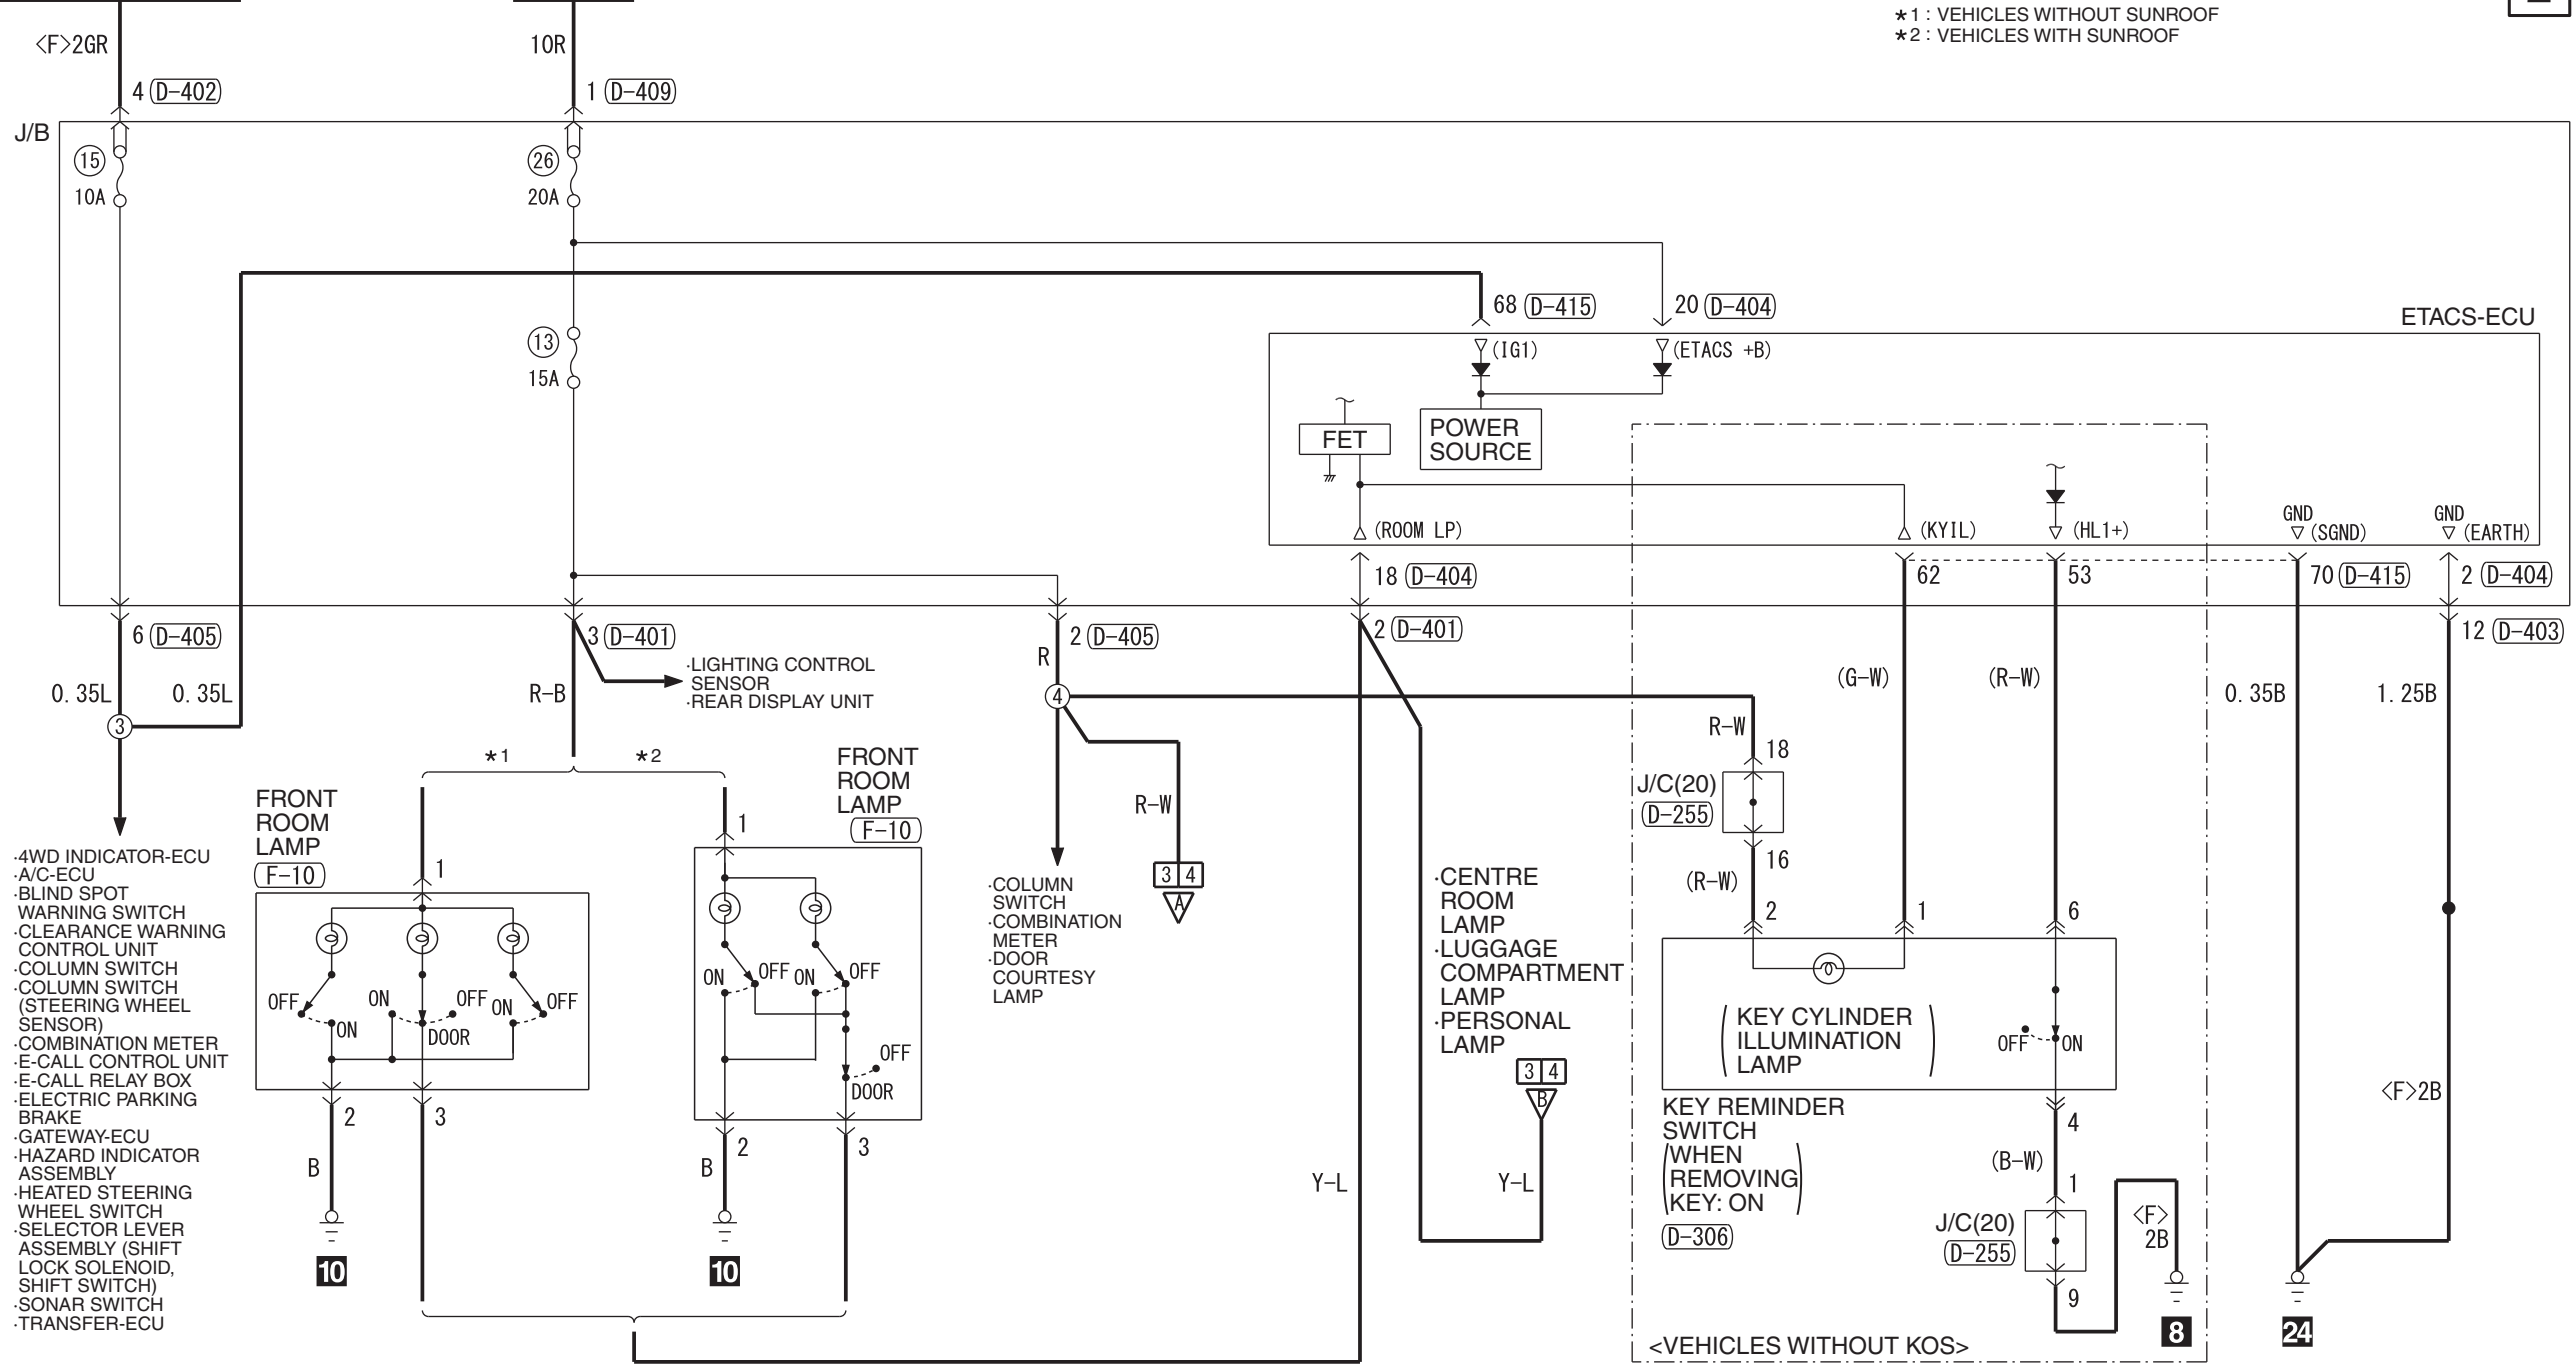 *1 : VEHICLES WITHOUT SUNROOF
*2 : VEHICLES WITH SUNROOF
<F>2GR
10R
4 (D-402)
1 (D-409)
J/B
15
10A
26
20A
13
15A
68 (D-415)
20 (D-404)
ETACS-ECU
(IG1)
(ETACS +B)
FET
POWER
SOURCE
(ROOM LP)
(KYIL)
(HL1+)
GND
(SGND)
GND
(EARTH)
18 (D-404)
62
53
70 (D-415)
2 (D-404)
6 (D-405)
3 (D-401)
2 (D-405)
2 (D-401)
12 (D-403)
·LIGHTING CONTROL
SENSOR
·REAR DISPLAY UNIT
0.35L
0.35L
R-B
R
(G-W)
(R-W)
0.35B
1.25B
3
4
*1
*2
R-W
18
J/C(20)
(D-255)
16
(R-W)
2
1
6
R-W
3 4
A
FRONT
ROOM
LAMP
(F-10)
1
FRONT
ROOM
LAMP
(F-10)
1
·4WD INDICATOR-ECU
·A/C-ECU
·BLIND SPOT
WARNING SWITCH
·CLEARANCE WARNING
CONTROL UNIT
·COLUMN SWITCH
·COLUMN SWITCH
(STEERING WHEEL
SENSOR)
·COMBINATION METER
·E-CALL CONTROL UNIT
·E-CALL RELAY BOX
·ELECTRIC PARKING
BRAKE
·GATEWAY-ECU
·HAZARD INDICATOR
ASSEMBLY
·HEATED STEERING
WHEEL SWITCH
·SELECTOR LEVER
ASSEMBLY (SHIFT
LOCK SOLENOID,
SHIFT SWITCH)
·SONAR SWITCH
·TRANSFER-ECU
OFF
ON
ON
OFF
DOOR
ON
OFF
2
3
B
10
ON
OFF
ON
OFF
OFF
DOOR
2
3
B
10
·COLUMN
SWITCH
·COMBINATION
METER
·DOOR
COURTESY
LAMP
·CENTRE
ROOM
LAMP
·LUGGAGE
COMPARTMENT
LAMP
·PERSONAL
LAMP
3 4
B
Y-L
Y-L
(KEY CYLINDER
ILLUMINATION
LAMP)
OFF
ON
KEY REMINDER
SWITCH
(WHEN
REMOVING
KEY: ON)
(D-306)
4
(B-W)
1
J/C(20)
(D-255)
9
<F>
2B
8
<F>2B
24
<VEHICLES WITHOUT KOS>